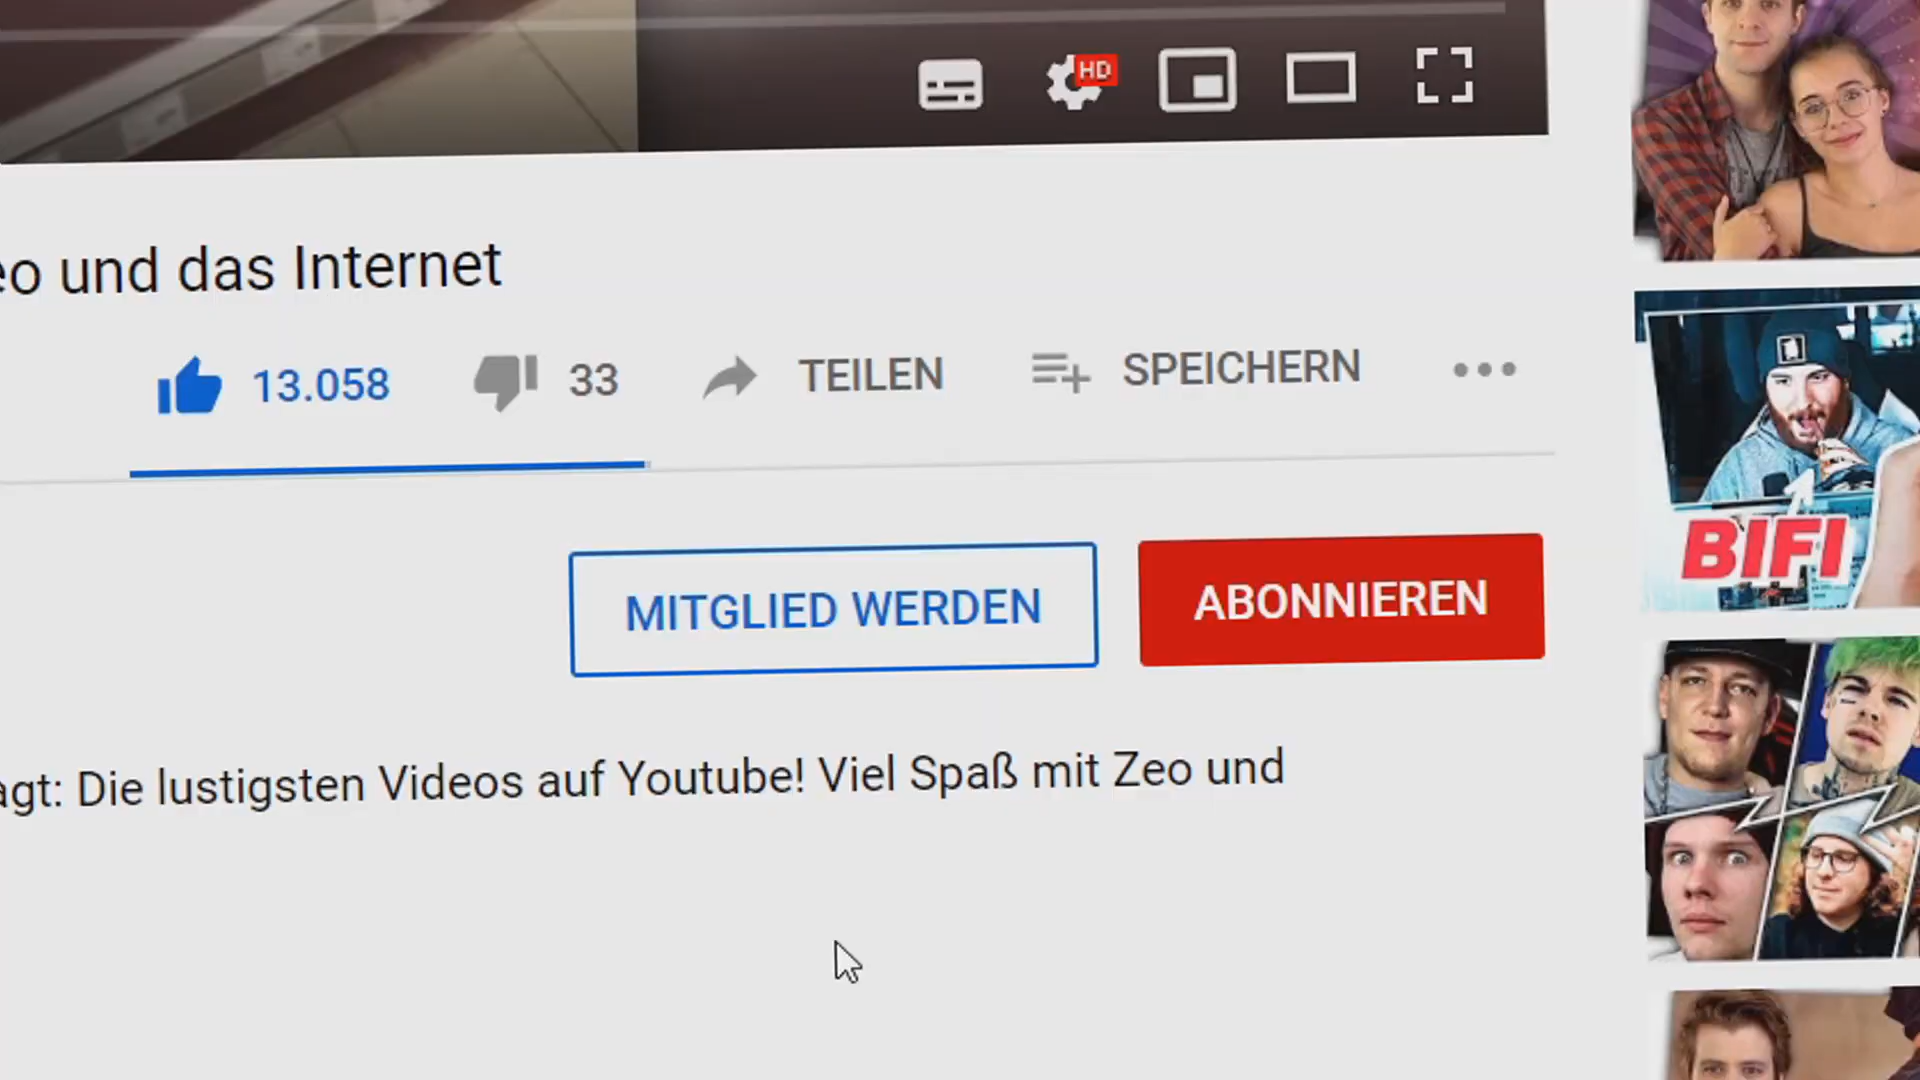 HD
eo und das Internet
13.058 33 TEILEN SPEICHERN
MITGLIED WERDEN ABONNIEREN
BIFI
agt: Die lustigsten Videos auf Youtube! Viel Spaß mit Zeo und